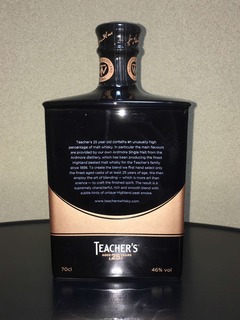 Teacher's 25 year old contains an unusually high
percentage of malt whisky. In particular the main flavours
are provided by our own Ardmore Single Malt from the
Ardmore distillery, which has been producing the finest
Highland peated malt whisky for the Teacher's family
since 1898. To create the blend we first hand select only
the finest aged casks of at least 25 years of age. We then
employ the art of blending – which is more art than
science – to craft the finished spirit. The result is a
supremely characterful, rich and smooth blend with
subtle hints of unique Highland peat smoke.
www.teacherswhisky.com
TEACHER'S
AGED 25 YEARS
70cl 46% vol